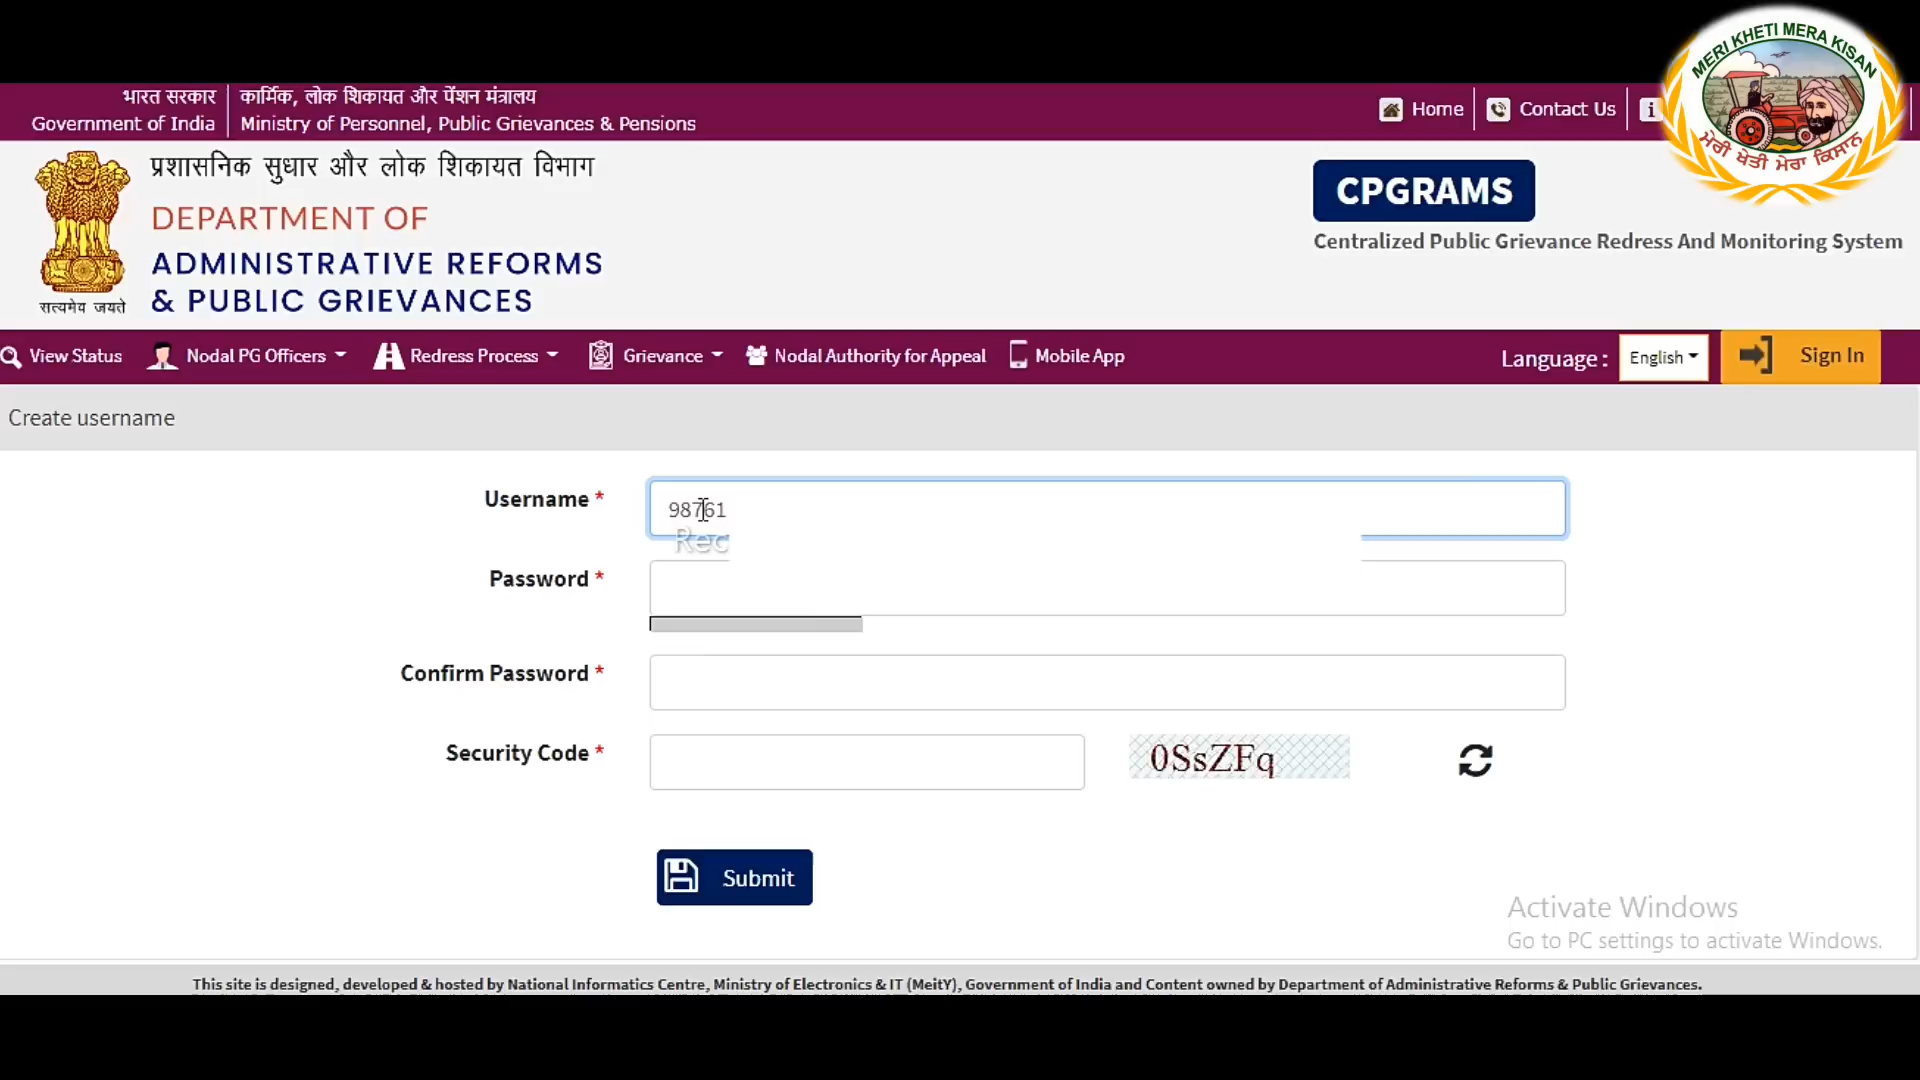 MERI KHETI MERA KISAN
ਮੇਰੀ ਖੇਤੀ ਮੇਰਾ ਕਿਸਾਨ
भारत सरकार
Government of India
कार्मिक, लोक शिकायत और पेंशन मंत्रालय
Ministry of Personnel, Public Grievances & Pensions
Home
Contact Us
प्रशासनिक सुधार और लोक शिकायत विभाग
DEPARTMENT OF
ADMINISTRATIVE REFORMS
& PUBLIC GRIEVANCES
सत्यमेव जयते
CPGRAMS
Centralized Public Grievance Redress And Monitoring System
View Status
Nodal PG Officers
Redress Process
Grievance
Nodal Authority for Appeal
Mobile App
Language :
English
Sign In
Create username
Username *
98761
Rec
Password *
Confirm Password *
Security Code *
0SsZFq
Submit
Activate Windows
Go to PC settings to activate Windows.
This site is designed, developed & hosted by National Informatics Centre, Ministry of Electronics & IT (MeitY), Government of India and Content owned by Department of Administrative Reforms & Public Grievances.